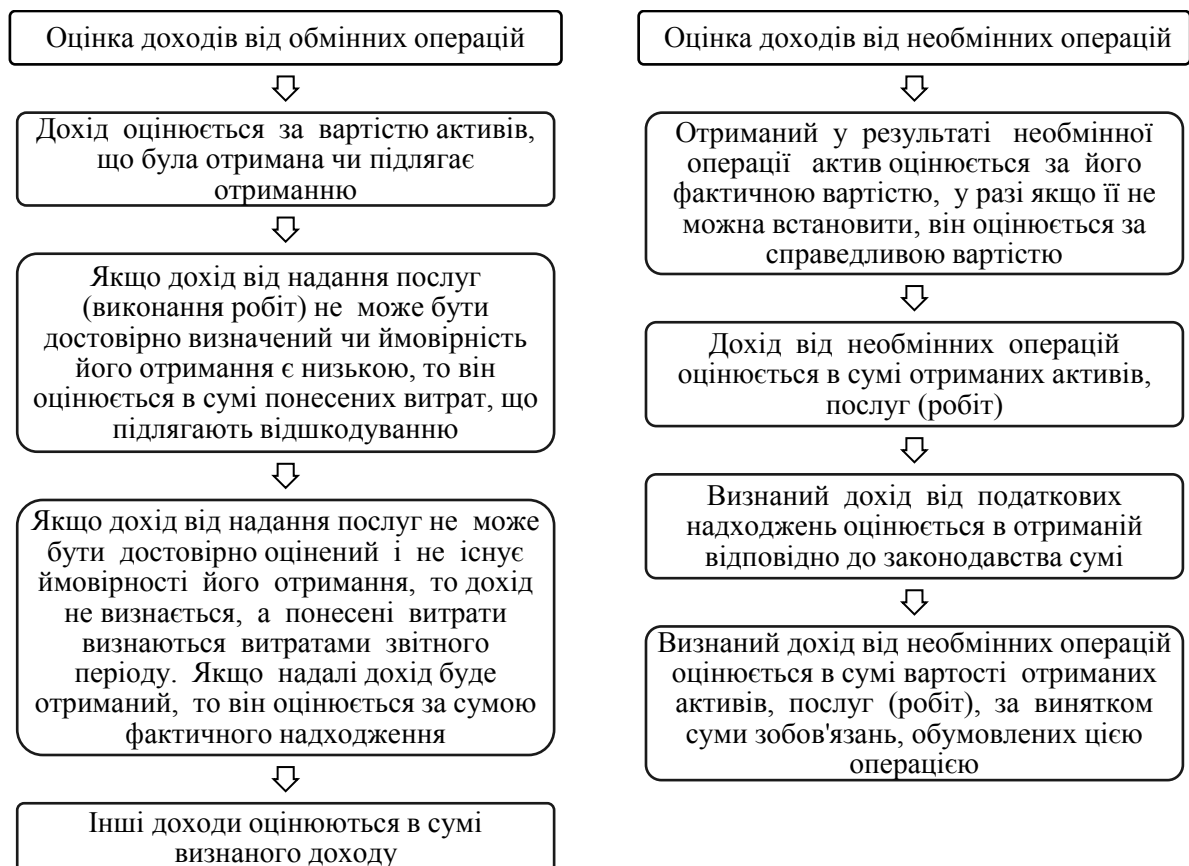 Оцінка доходів від обмінних операцій
Дохід оцінюється за вартістю активів,
що була отримана чи підлягає
отриманню
Якщо дохід від надання послуг
(виконання робіт) не може бути
достовірно визначений чи ймовірність
його отримання є низькою, то він
оцінюється в сумі понесених витрат, що
підлягають відшкодуванню
Якщо дохід від надання послуг не може
бути достовірно оцінений і не існує
ймовірності його отримання, то дохід
не визнається, а понесені витрати
визнаються витратами звітного
періоду. Якщо надалі дохід буде
отриманий, то він оцінюється за сумою
фактичного надходження
Інші доходи оцінюються в сумі
визнаного доходу
Оцінка доходів від необмінних операцій
Отриманий у результаті необмінної
операції актив оцінюється за його
фактичною вартістю, у разі якщо її не
можна встановити, він оцінюється за
справедливою вартістю
Дохід від необмінних операцій
оцінюється в сумі отриманих активів,
послуг (робіт)
Визнаний дохід від податкових
надходжень оцінюється в отриманій
відповідно до законодавства сумі
Визнаний дохід від необмінних операцій
оцінюється в сумі вартості отриманих
активів, послуг (робіт), за винятком
суми зобов'язань, обумовлених цією
операцією